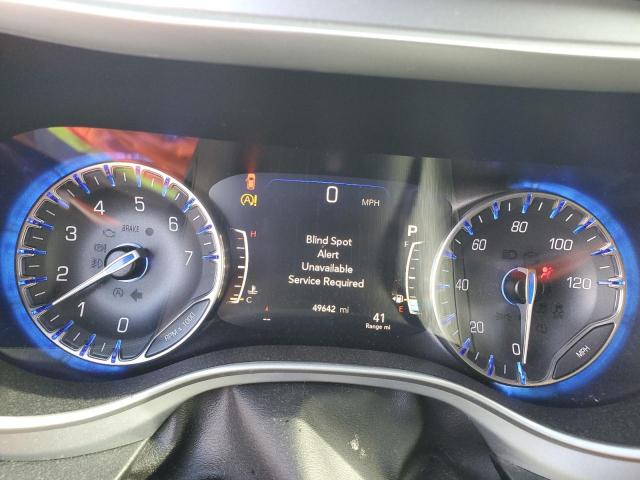 0 MPH
Blind Spot
Alert
Unavailable
Service Required
49642 mi
41
Range mi
P
H
C
F
E
0
1
2
3
4
5
6
7
BRAKE
RPM x 1000
0
20
40
60
80
100
120
MPH